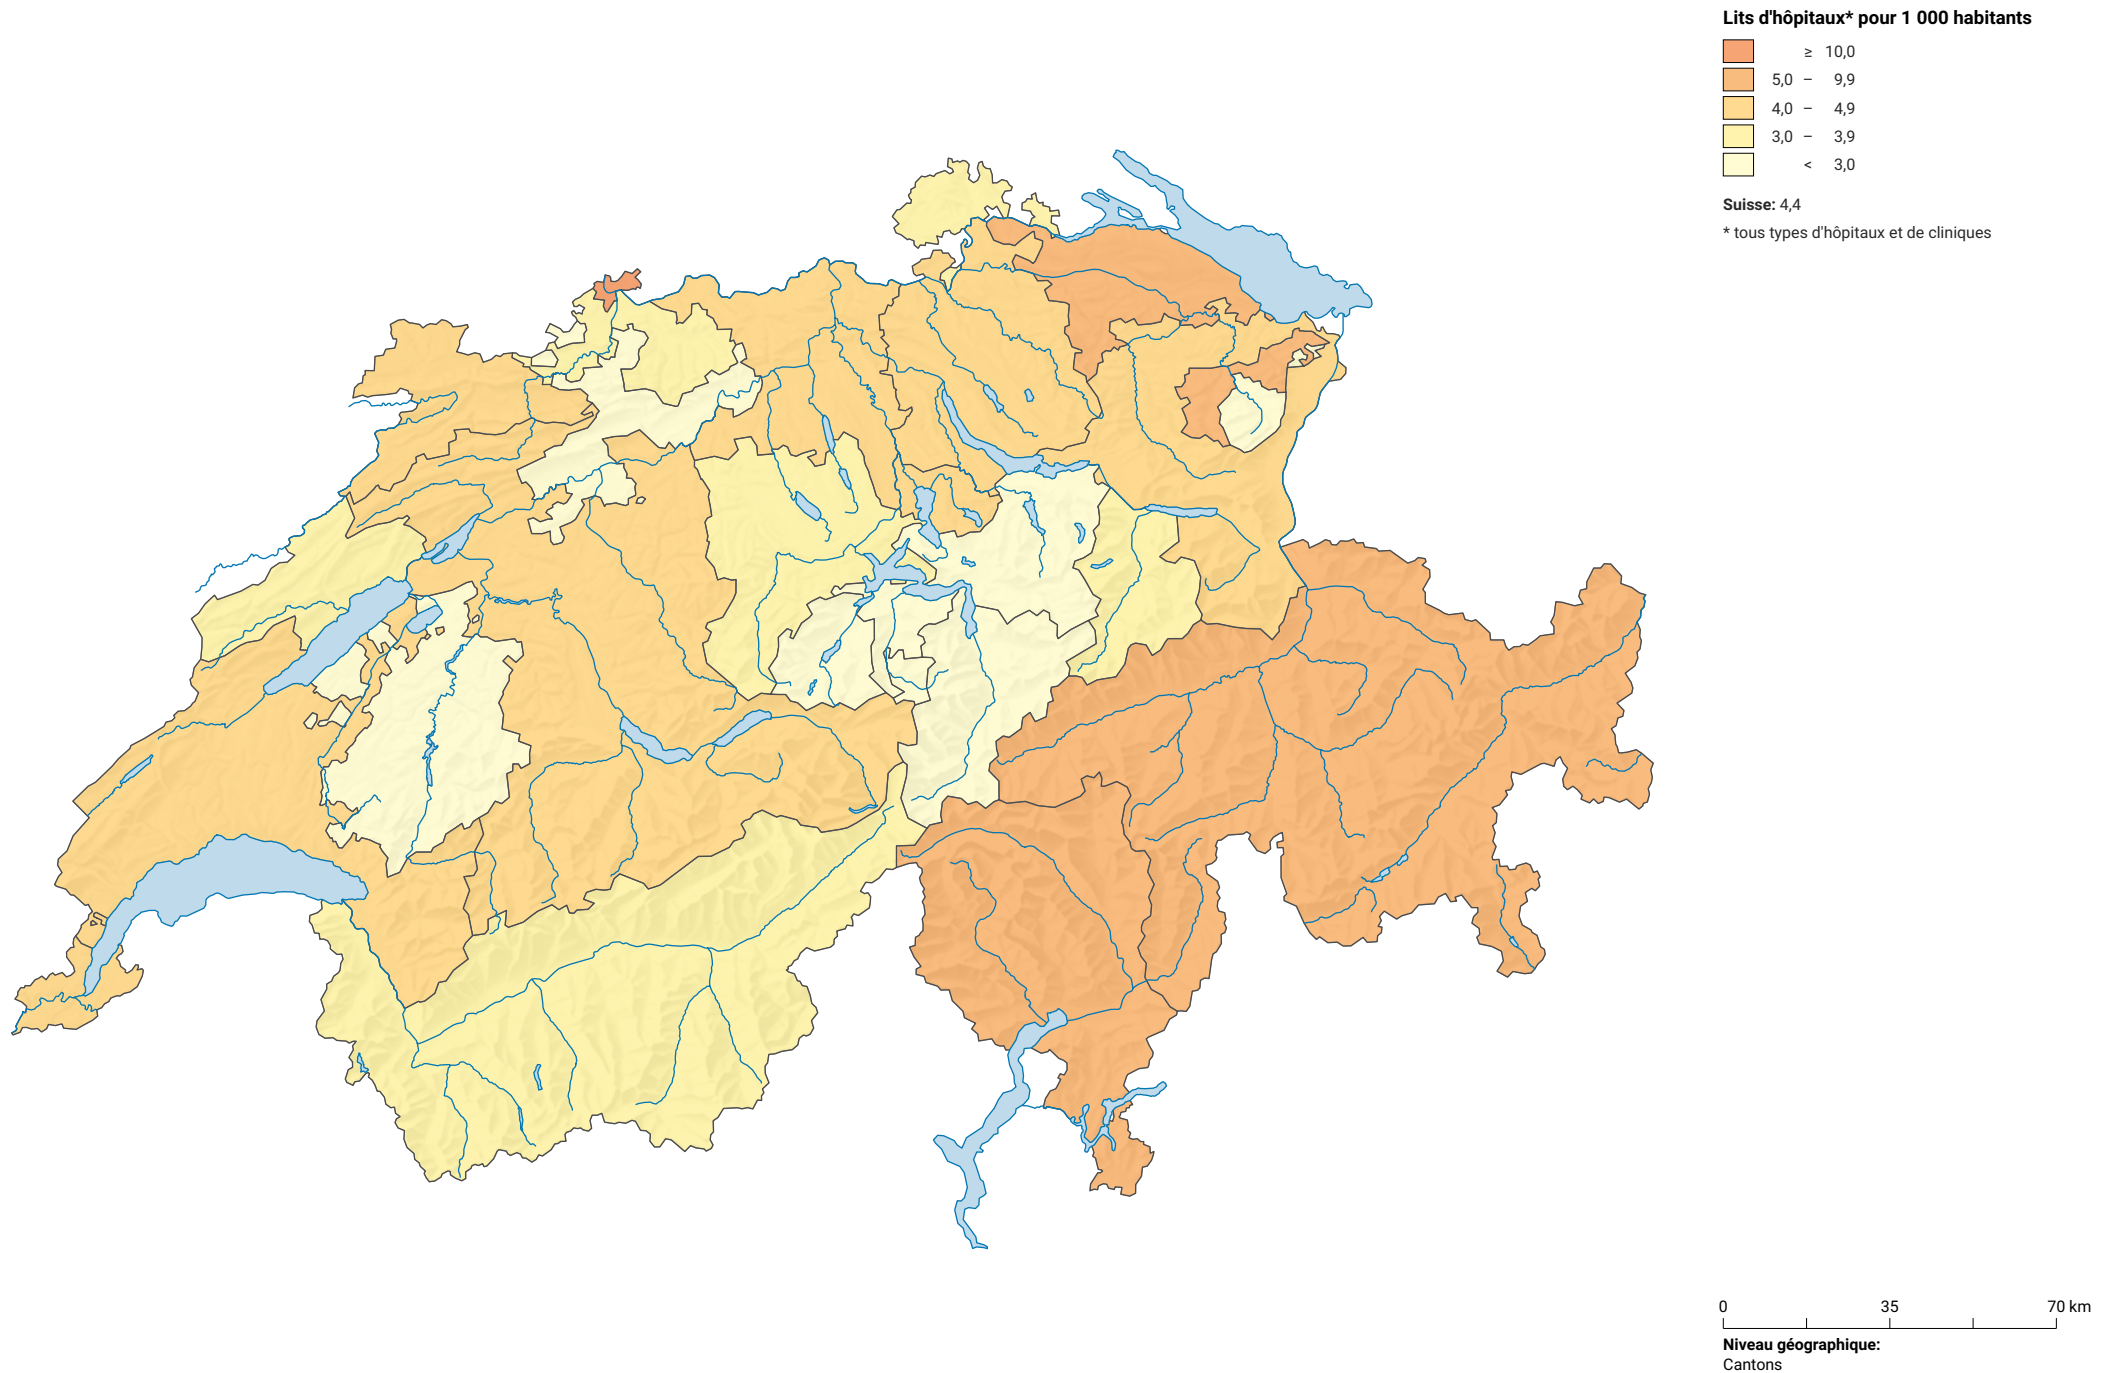 Lits d'hôpitaux* pour 1 000 habitants
≥ 10,0
5,0 – 9,9
4,0 – 4,9
3,0 – 3,9
< 3,0
Suisse: 4,4
* tous types d'hôpitaux et de cliniques
0 35 70 km
Niveau géographique:
Cantons